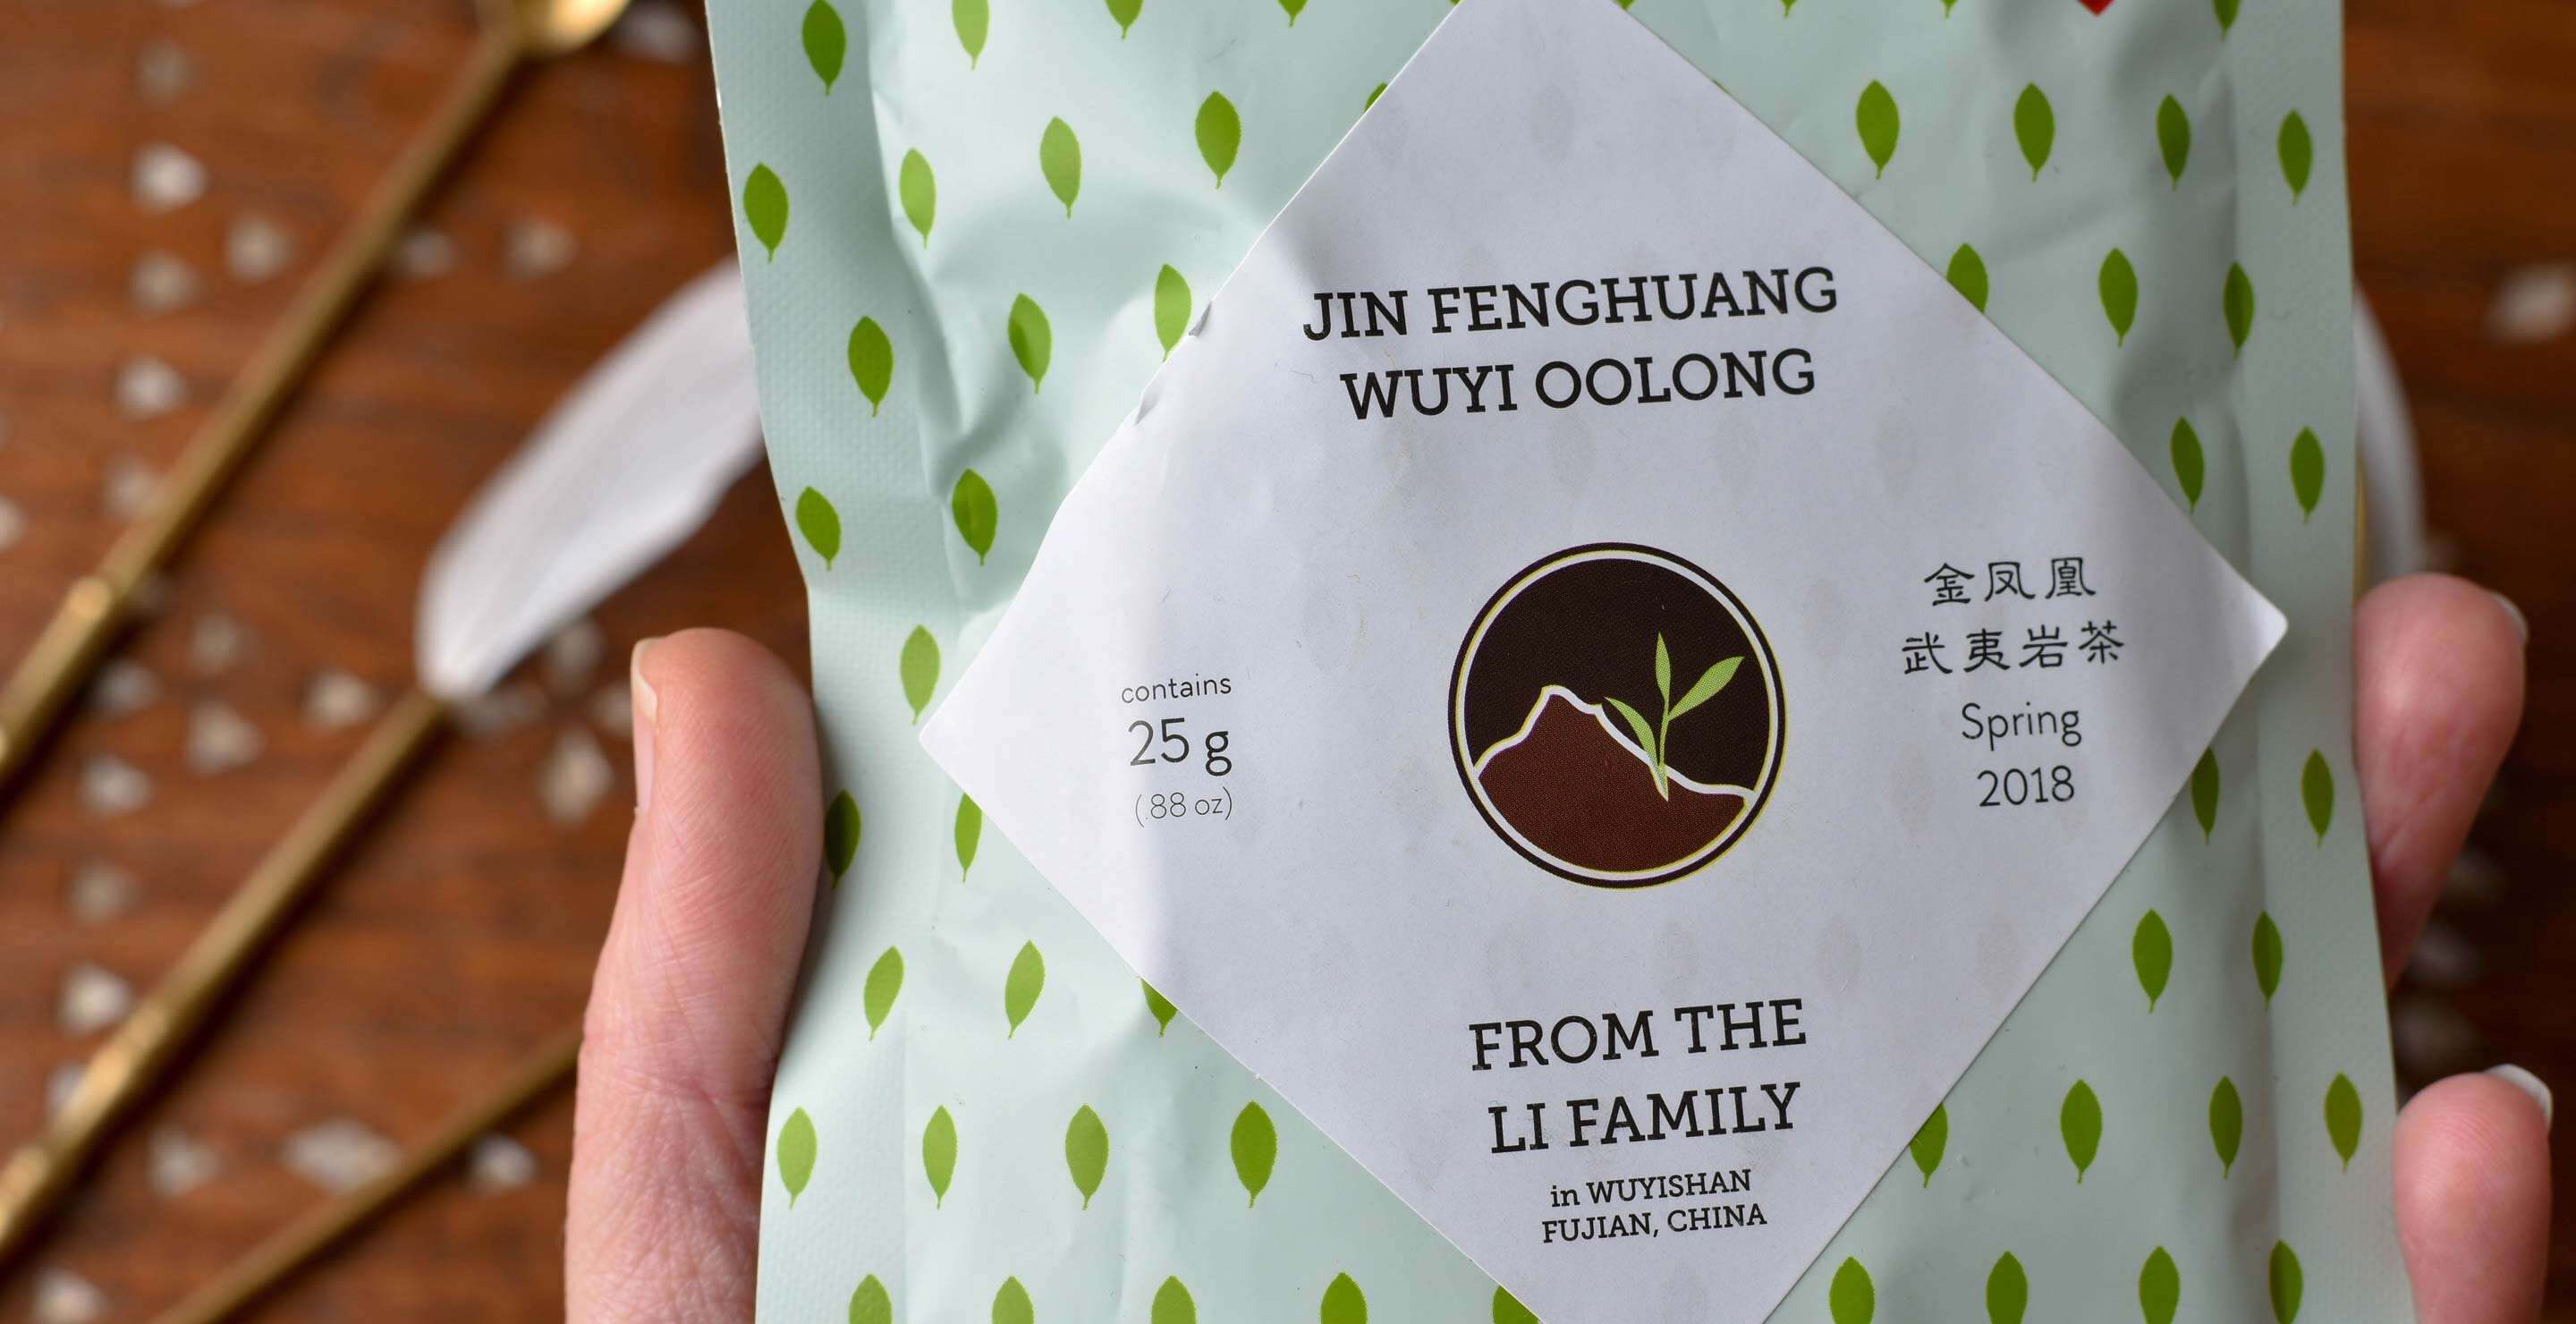 JIN FENGHUANG
WUYI OOLONG
contains
25 g
(.88 oz)
金凤凰
武夷岩茶
Spring
2018
FROM THE
LI FAMILY
in WUYISHAN
FUJIAN, CHINA